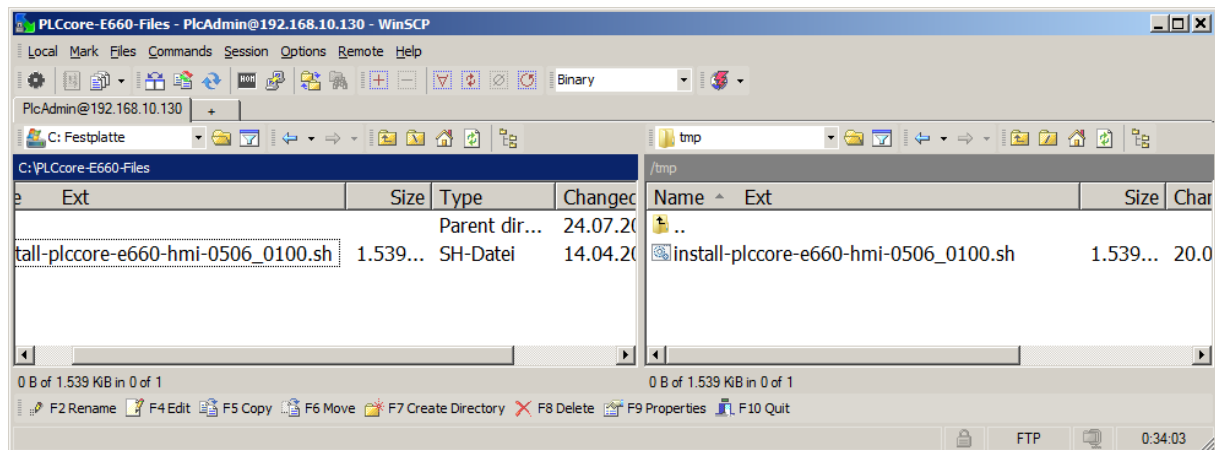 PLCcore-E660-Files - PlcAdmin@192.168.10.130 - WinSCP
Local Mark Files Commands Session Options Remote Help
Binary
PlcAdmin@192.168.10.130 +
C: Festplatte tmp
C:\PLCcore-E660-Files /tmp
e Ext Size Type Changed Name Ext Size Char
Parent dir... 24.07.20 ..
tall-plccore-e660-hmi-0506_0100.sh 1.539... SH-Datei 14.04.20 install-plccore-e660-hmi-0506_0100.sh 1.539... 20.0
0 B of 1.539 KiB in 0 of 1 0 B of 1.539 KiB in 0 of 1
F2 Rename F4 Edit F5 Copy F6 Move F7 Create Directory F8 Delete F9 Properties F10 Quit
FTP 0:34:03